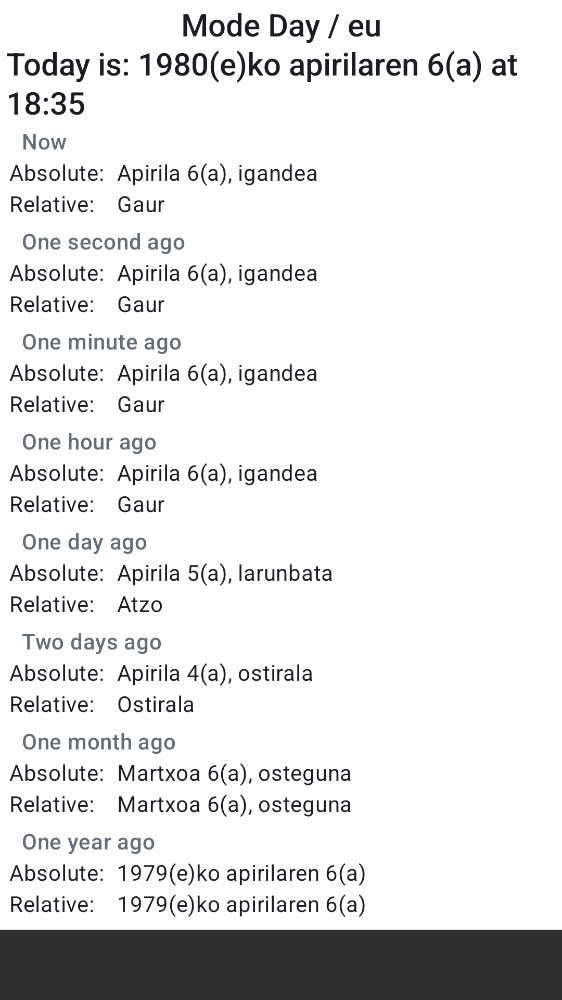 Mode Day / eu
Today is: 1980(e)ko apirilaren 6(a) at
18:35
Now
Absolute: Apirila 6(a), igandea
Relative: Gaur
One second ago
Absolute: Apirila 6(a), igandea
Relative: Gaur
One minute ago
Absolute: Apirila 6(a), igandea
Relative: Gaur
One hour ago
Absolute: Apirila 6(a), igandea
Relative: Gaur
One day ago
Absolute: Apirila 5(a), larunbata
Relative: Atzo
Two days ago
Absolute: Apirila 4(a), ostirala
Relative: Ostirala
One month ago
Absolute: Martxoa 6(a), osteguna
Relative: Martxoa 6(a), osteguna
One year ago
Absolute: 1979(e)ko apirilaren 6(a)
Relative: 1979(e)ko apirilaren 6(a)